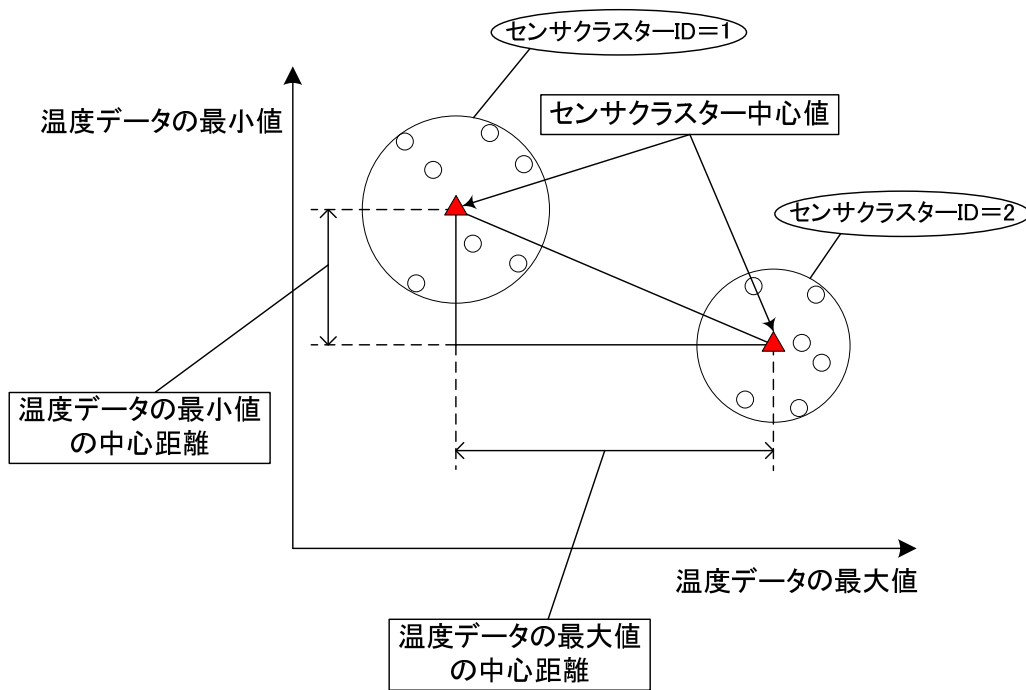 センサクラスターID=1
温度データの最小値
センサクラスター中心値
センサクラスターID=2
温度データの最小値
の中心距離
温度データの最大値
温度データの最大値
の中心距離